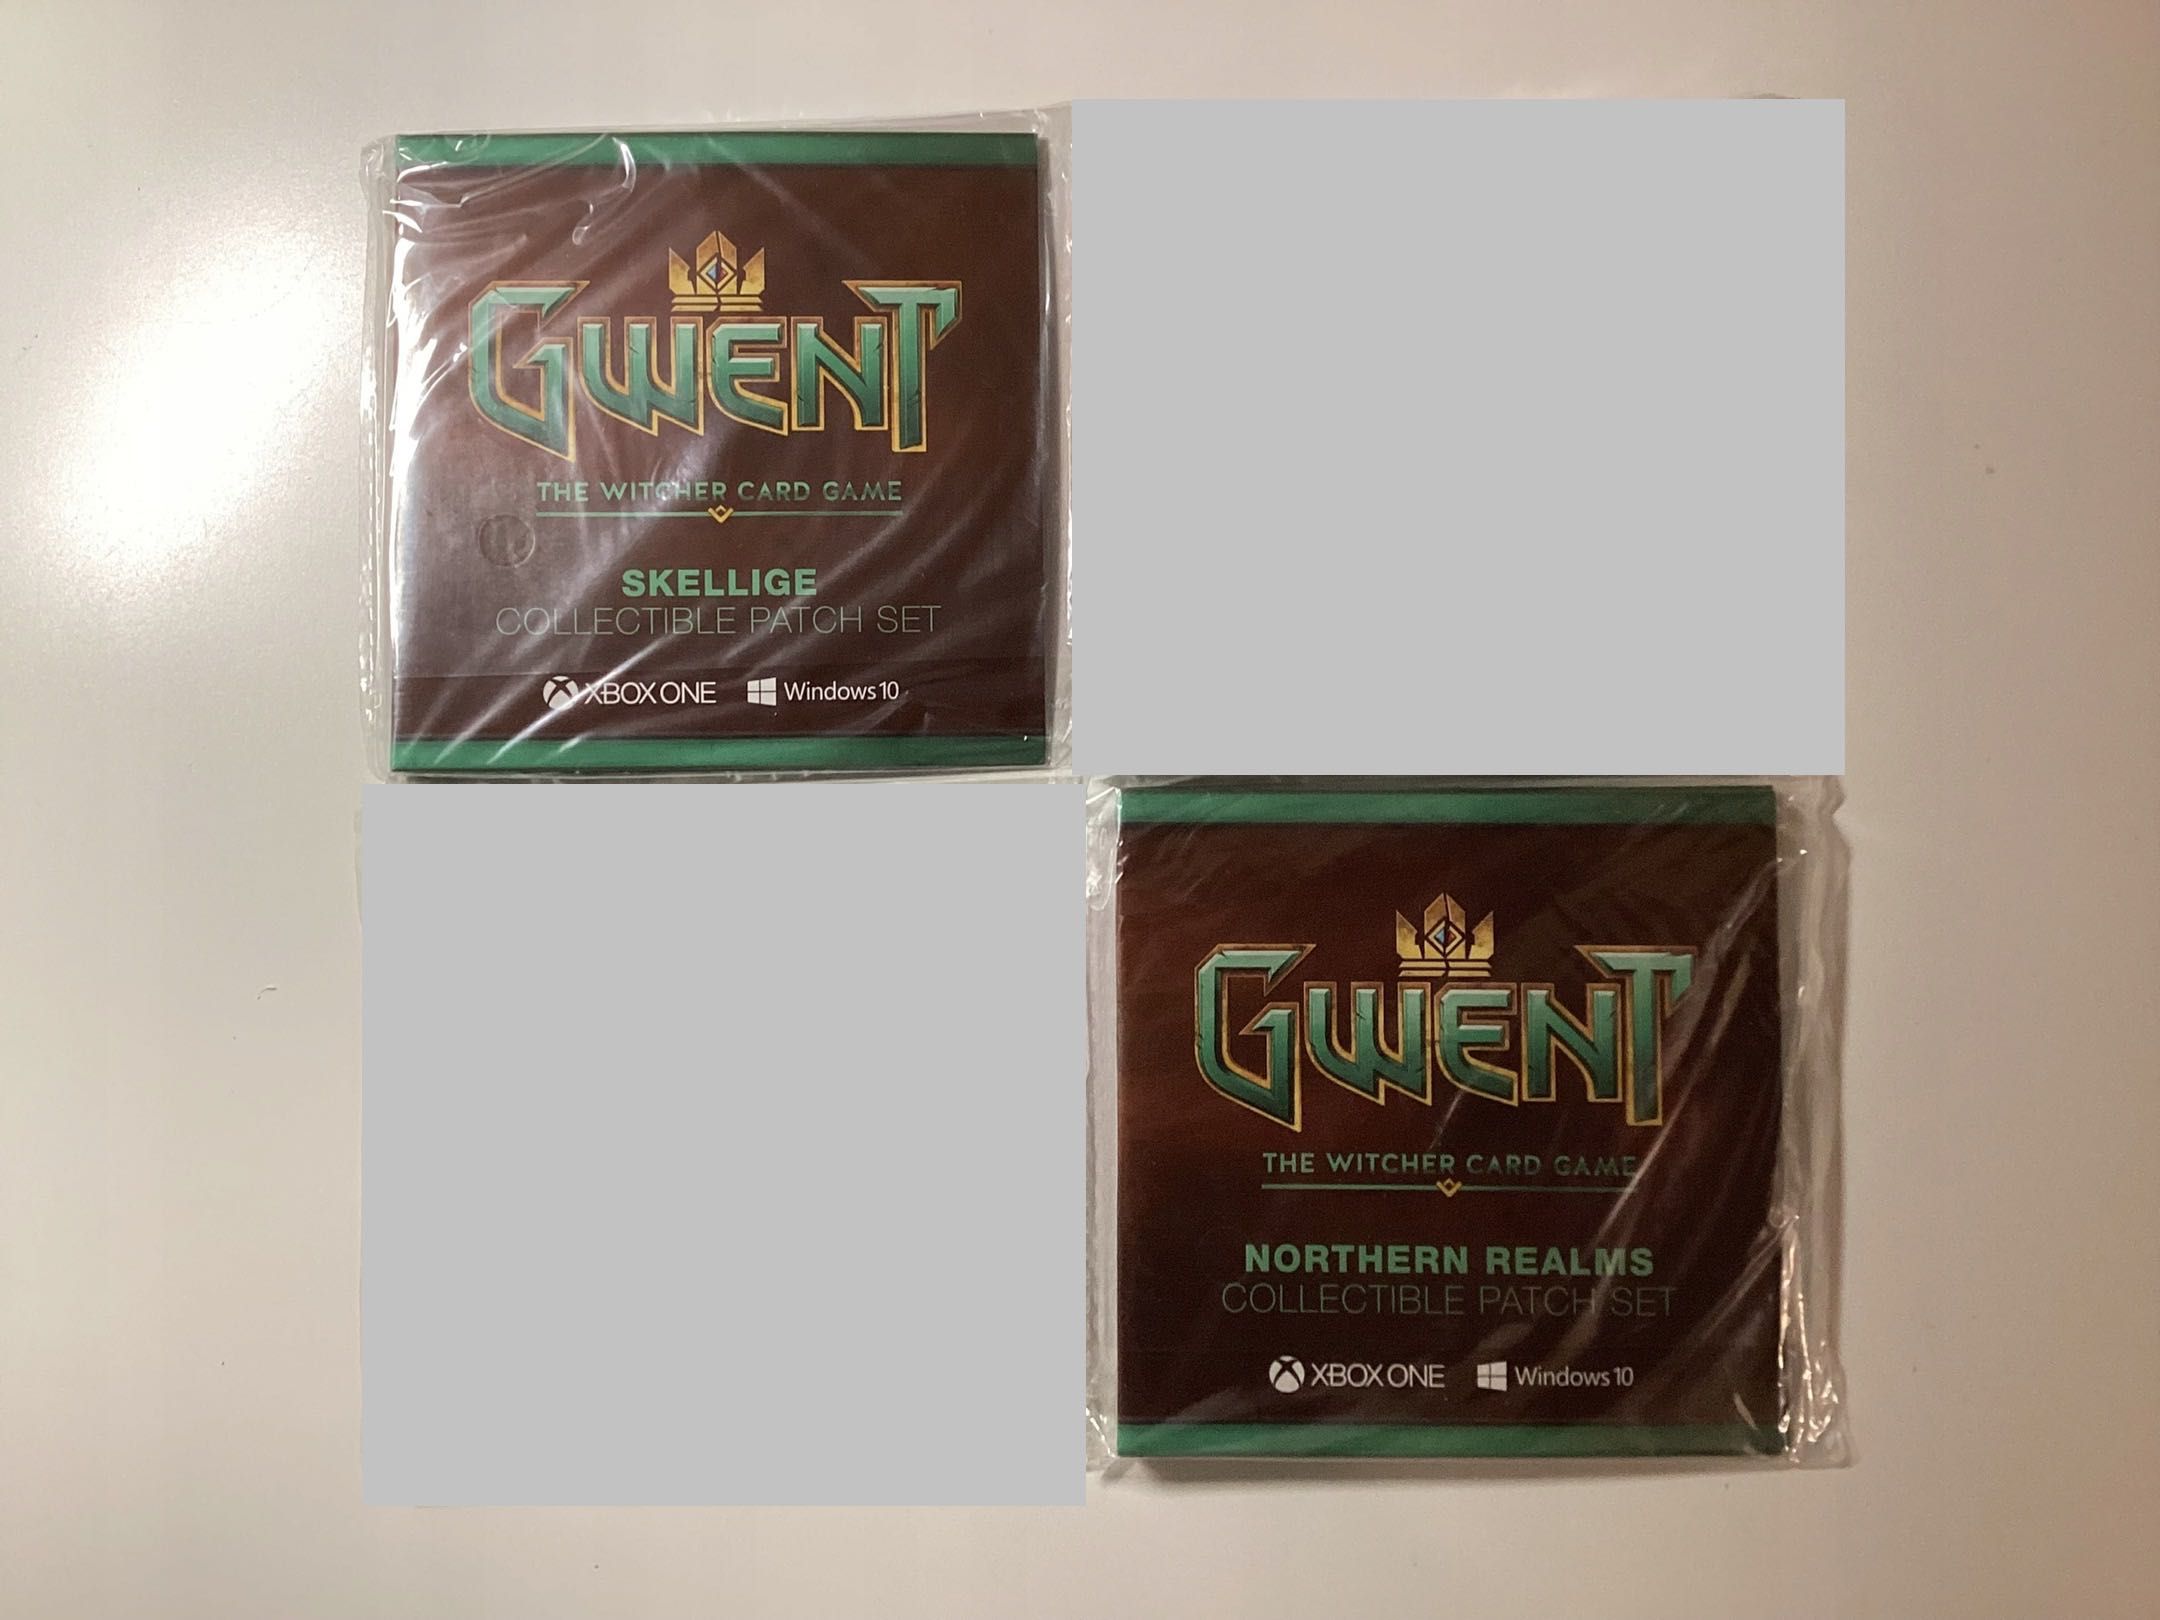 GWENT
THE WITCHER CARD GAME
SKELLIGE
COLLECTIBLE PATCH SET
XBOX ONE Windows 10
GWENT
THE WITCHER CARD GAME
NORTHERN REALMS
COLLECTIBLE PATCH SET
XBOX ONE Windows 10